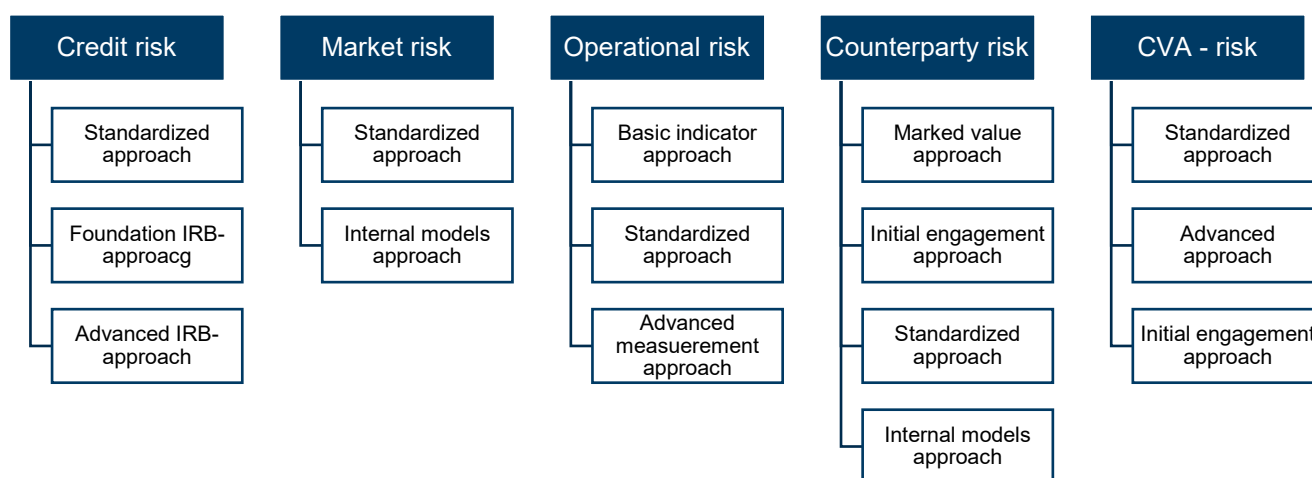 Credit risk
Standardized
approach
Foundation IRB-
approacg
Advanced IRB-
approach
Market risk
Standardized
approach
Internal models
approach
Operational risk
Basic indicator
approach
Standardized
approach
Advanced
measuerement
approach
Counterparty risk
Marked value
approach
Initial engagement
approach
Standardized
approach
Internal models
approach
CVA - risk
Standardized
approach
Advanced
approach
Initial engagement
approach